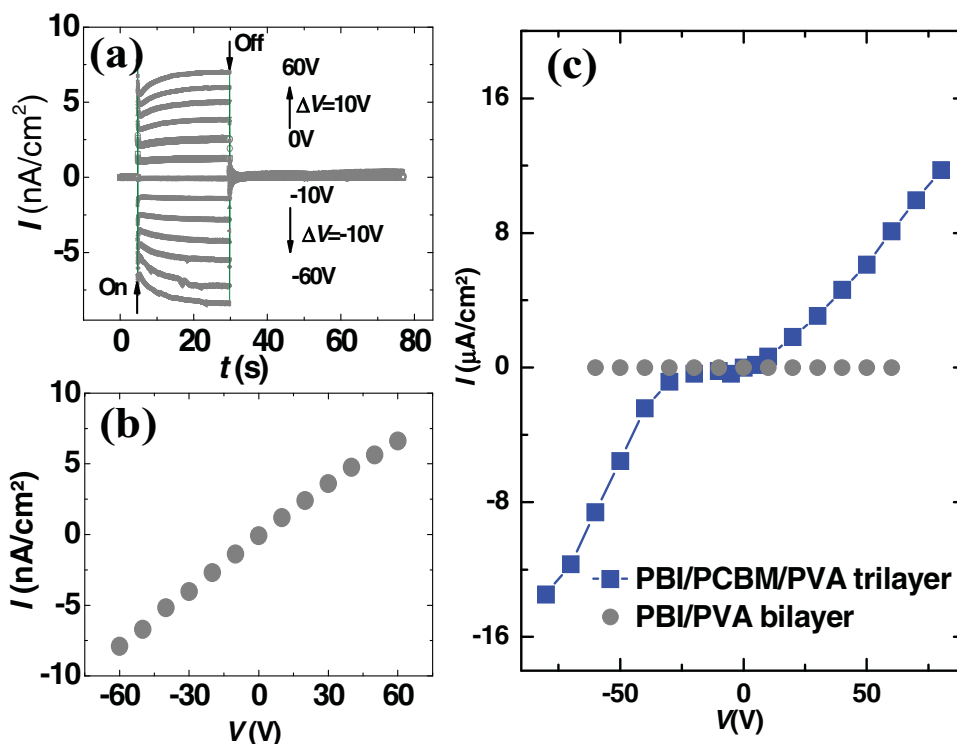 (a)
Off
60V
ΔV=10V
0V
-10V
ΔV=-10V
-60V
On
10
5
0
-5
I (nA/cm²)
0 20 40 60 80
t (s)
(b)
10
5
0
-5
-10
I (nA/cm²)
-60 -30 0 30 60
V (V)
(c)
16
8
0
-8
-16
I (μA/cm²)
PBI/PCBM/PVA trilayer
PBI/PVA bilayer
-50 0 50
V(V)